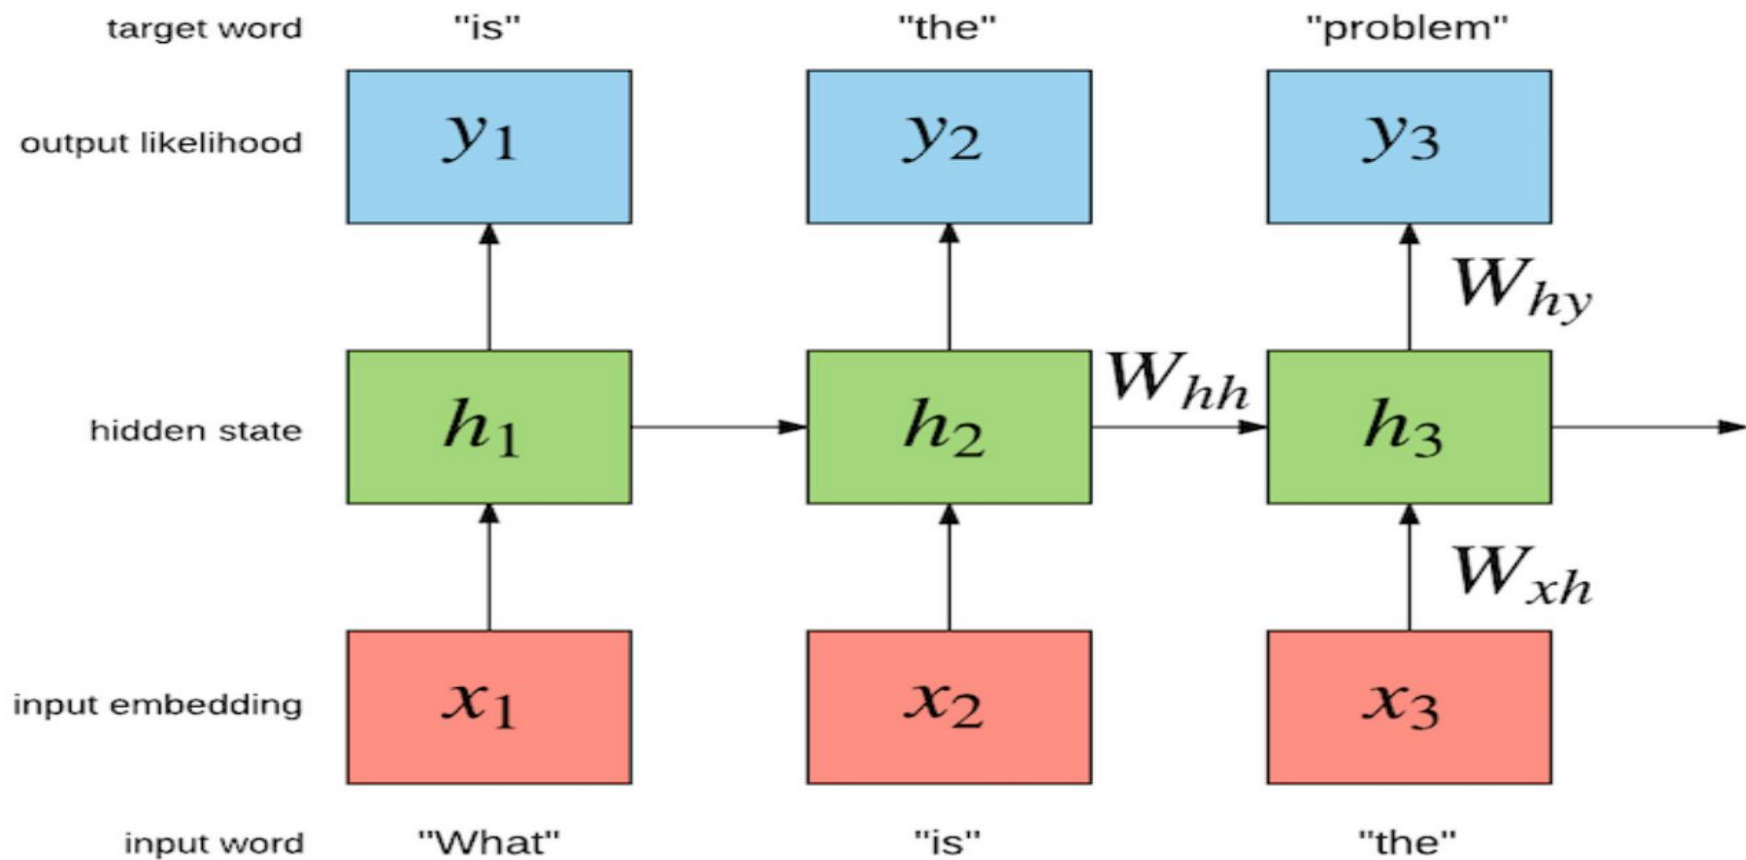 target word "is" "the" "problem"
output likelihood y1 y2 y3
Why
hidden state h1 h2 Whh h3
Wxh
input embedding x1 x2 x3
input word "What" "is" "the"